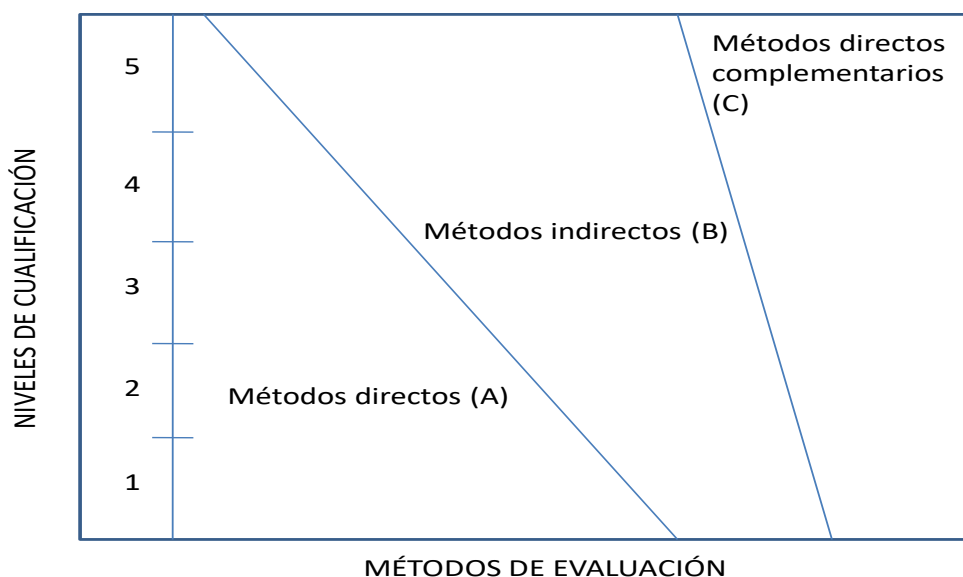 NIVELES DE CUALIFICACIÓN
5
4
3
2
1
Métodos directos
complementarios
(C)
Métodos indirectos (B)
Métodos directos (A)
MÉTODOS DE EVALUACIÓN